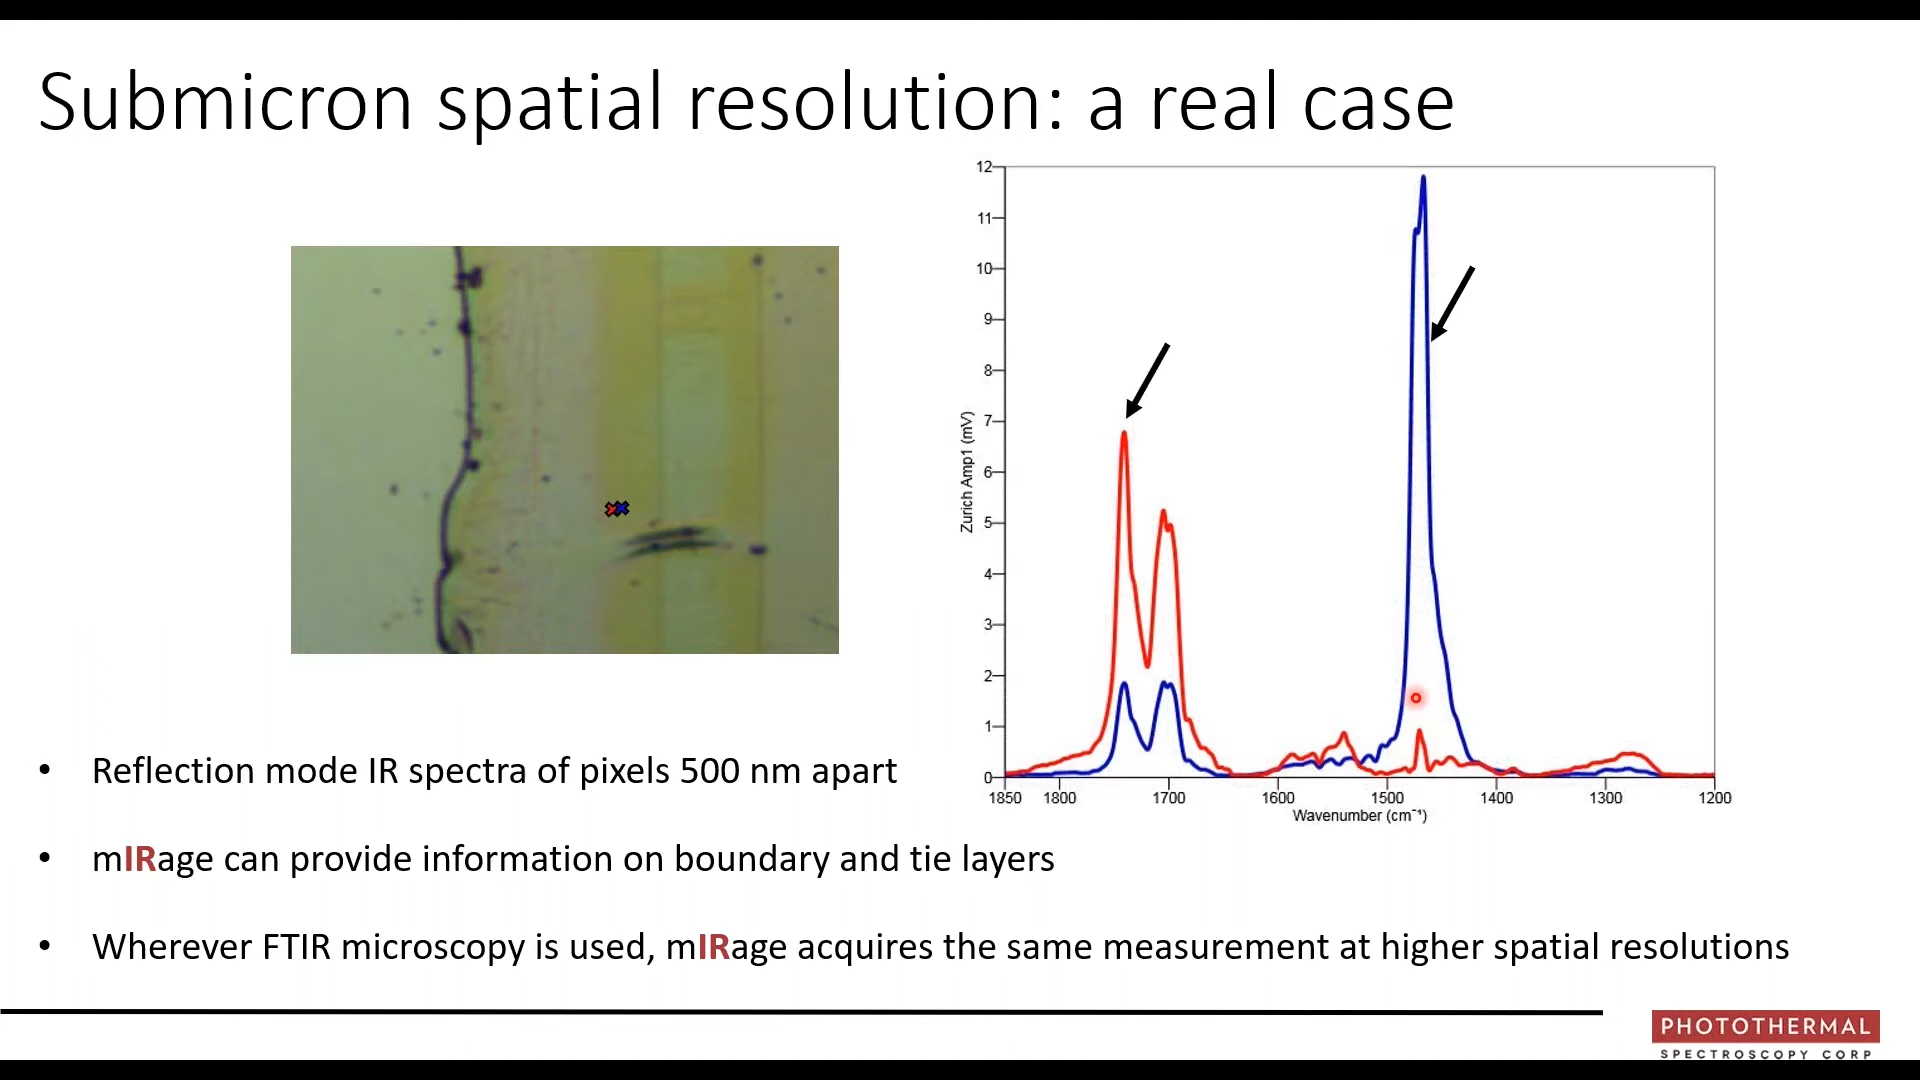 Submicron spatial resolution: a real case
12
11
10
9
8
7
6
5
4
3
2
1
0
Zurich Amp1 (mV)
1850 1800 1700 1600 1500 1400 1300 1200
Wavenumber (cm⁻¹)
• Reflection mode IR spectra of pixels 500 nm apart
• mIRage can provide information on boundary and tie layers
• Wherever FTIR microscopy is used, mIRage acquires the same measurement at higher spatial resolutions
PHOTOTHERMAL
SPECTROSCOPY CORP